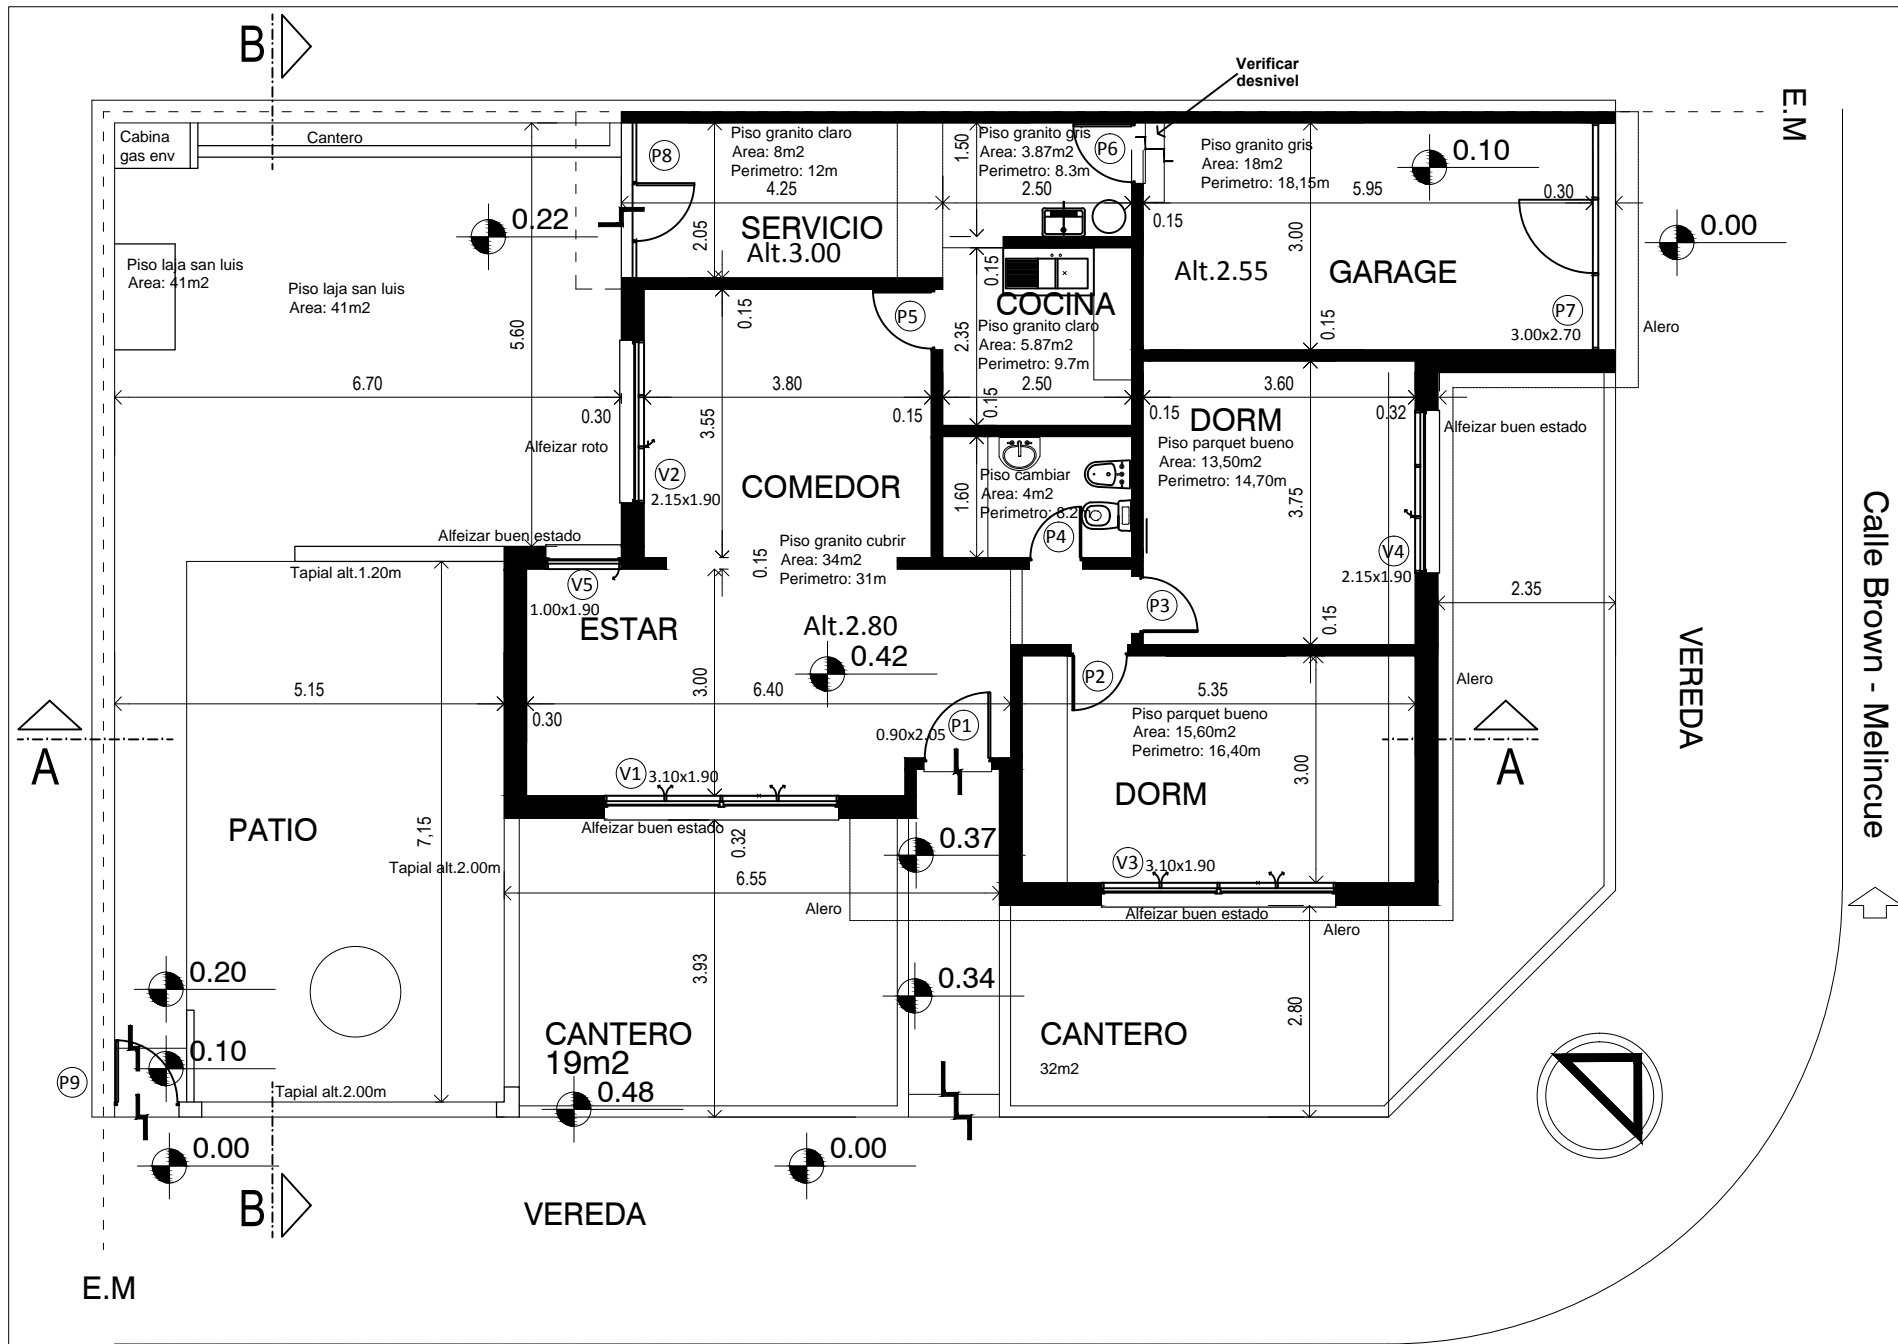 B
Verificar
desnivel
E.M
Cabina
gas env
Cantero
P8
Piso granito claro
Area: 8m2
Perimetro: 12m
4.25
2.05
SERVICIO
Alt.3.00
1.50
Piso granito gris
Area: 3.87m2
Perimetro: 8.3m
2.50
P6
Piso granito gris
Area: 18m2
Perimetro: 18,15m
0.10
5.95
0.30
0.15
3.00
Alt.2.55
GARAGE
0.00
0.22
Piso laja san luis
Area: 41m2
Piso laja san luis
Area: 41m2
5.60
0.15
P5
0.15
COCINA
Piso granito claro
Area: 5.87m2
Perimetro: 9.7m
2.35
0.15
P7
3.00x2.70
Alero
6.70
0.30
3.80
0.15
2.50
0.15
0.15
3.60
0.32
Alfeizar roto
3.55
DORM
Piso parquet bueno
Area: 13,50m2
Perimetro: 14,70m
Alfeizar buen estado
V2
2.15x1.90
COMEDOR
1.60
Piso cambiar
Area: 4m2
Perimetro: 8.2
P4
3.75
V4
2.15x1.90
Calle Brown - Melincue
Alfeizar buen estado
Piso granito cubrir
Area: 34m2
Perimetro: 31m
0.15
Tapial alt.1.20m
V5
1.00x1.90
ESTAR
Alt.2.80
0.42
P3
0.15
2.35
VEREDA
5.15
0.30
3.00
6.40
P2
5.35
Alero
Piso parquet bueno
Area: 15,60m2
Perimetro: 16,40m
P1
0.90x2.05
A
A
V1
3.10x1.90
3.00
DORM
PATIO
7,15
Alfeizar buen estado
0.32
0.37
Tapial alt.2.00m
6.55
V3
3.10x1.90
Alero
Alfeizar buen estado
Alero
0.20
3.93
0.34
2.80
CANTERO
19m2
CANTERO
32m2
0.10
P9
Tapial alt.2.00m
0.48
0.00
0.00
B
VEREDA
E.M